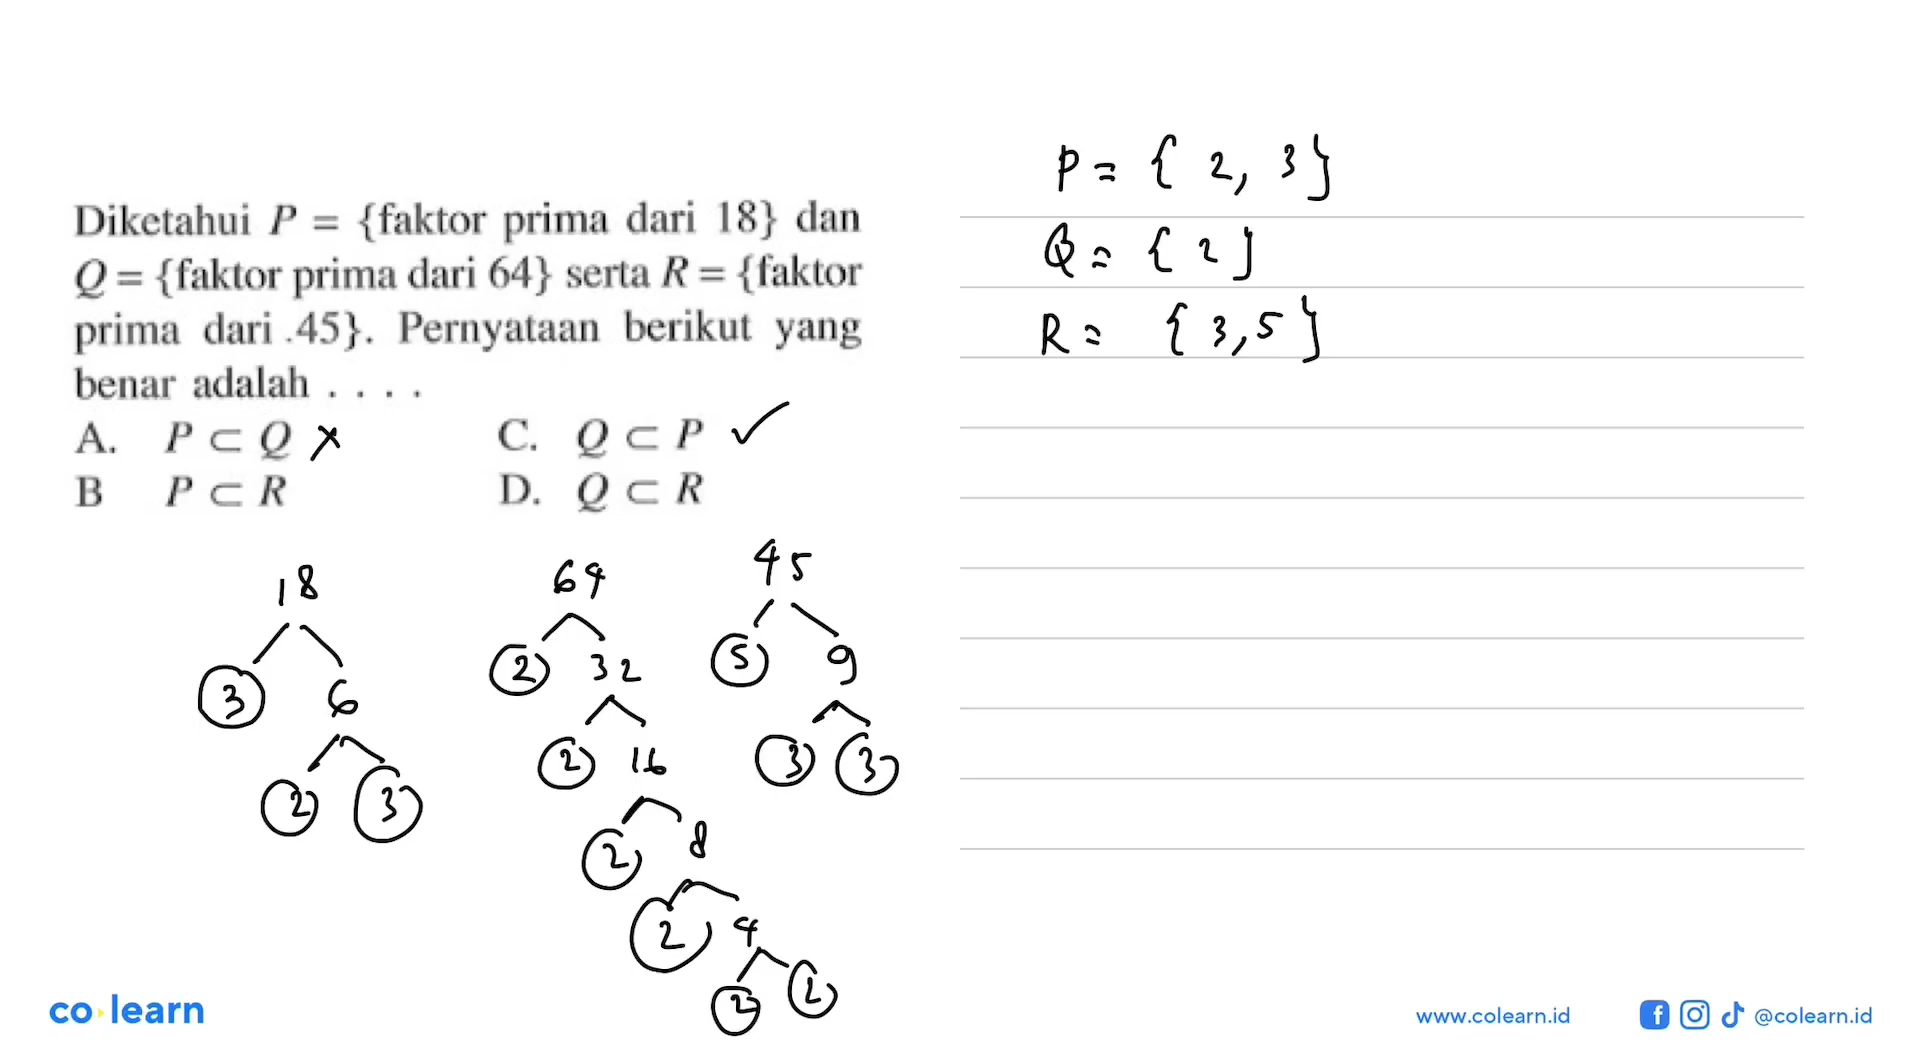 Diketahui P = {faktor prima dari 18} dan
Q = {faktor prima dari 64} serta R = {faktor
prima dari .45}. Pernyataan berikut yang
benar adalah . . . .
A. P ⊂ Q ×
B P ⊂ R
C. Q ⊂ P ✓
D. Q ⊂ R
P = { 2, 3}
Q = { 2 }
R = { 3,5 }
18
3 6
2 3
64
2 32
2 16
2 8
2 4
2 2
45
5 9
3 3
co learn
www.colearn.id
@colearn.id